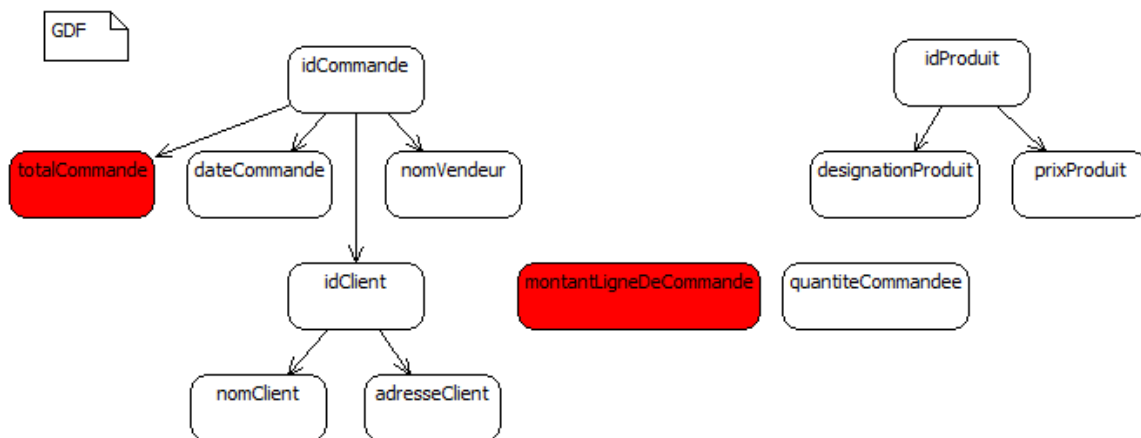 GDF
idCommande
idProduit
totalCommande
dateCommande
nomVendeur
designationProduit
prixProduit
idClient
montantLigneDeCommande
quantiteCommandee
nomClient
adresseClient